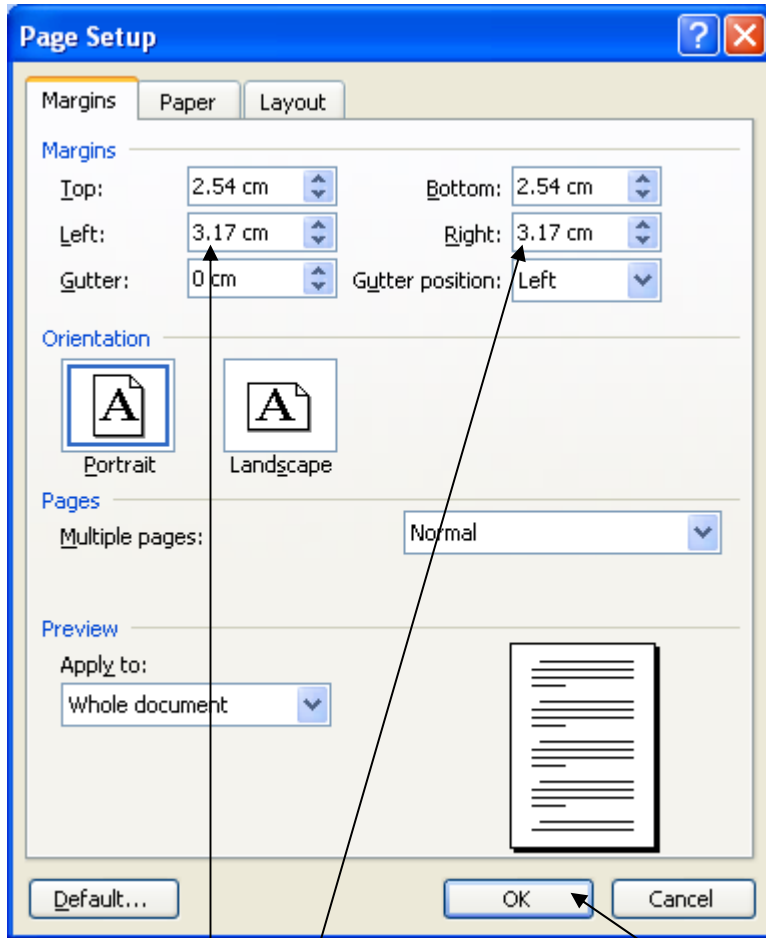 Page Setup
Margins Paper Layout
Margins
Top: 2.54 cm Bottom: 2.54 cm
Left: 3.17 cm Right: 3.17 cm
Gutter: 0 cm Gutter position: Left
Orientation
A A
Portrait Landscape
Pages
Multiple pages: Normal
Preview
Apply to:
Whole document
Default... OK Cancel